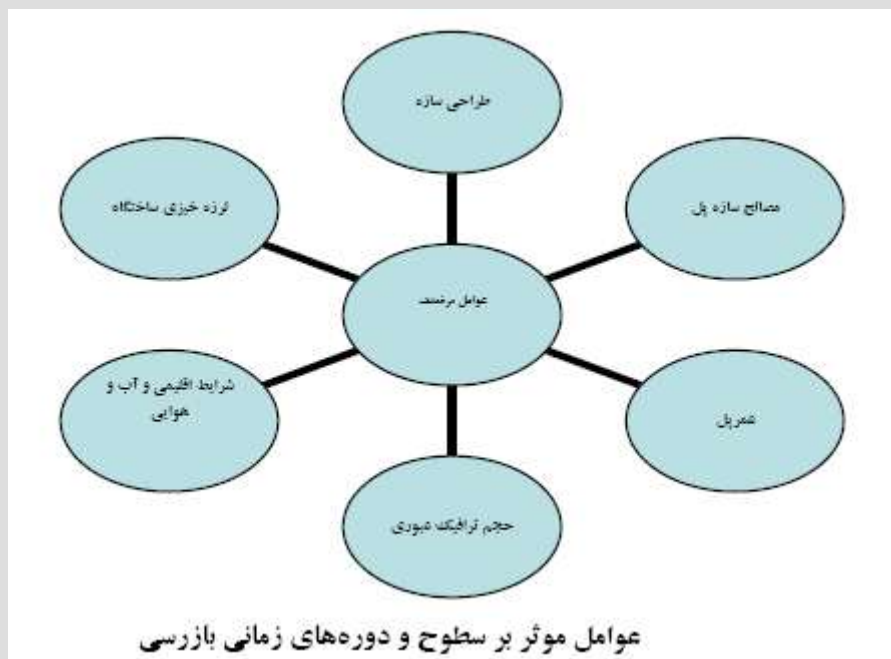 طراحی سازه
لرزه خیزی ساختگاه
مصالح سازه پل
عوامل
شرایط اقلیمی و آب و
هوایی
عمر پل
حجم ترافیک عبوری
عوامل موثر بر سطوح و دوره‌های زمانی بازرسی